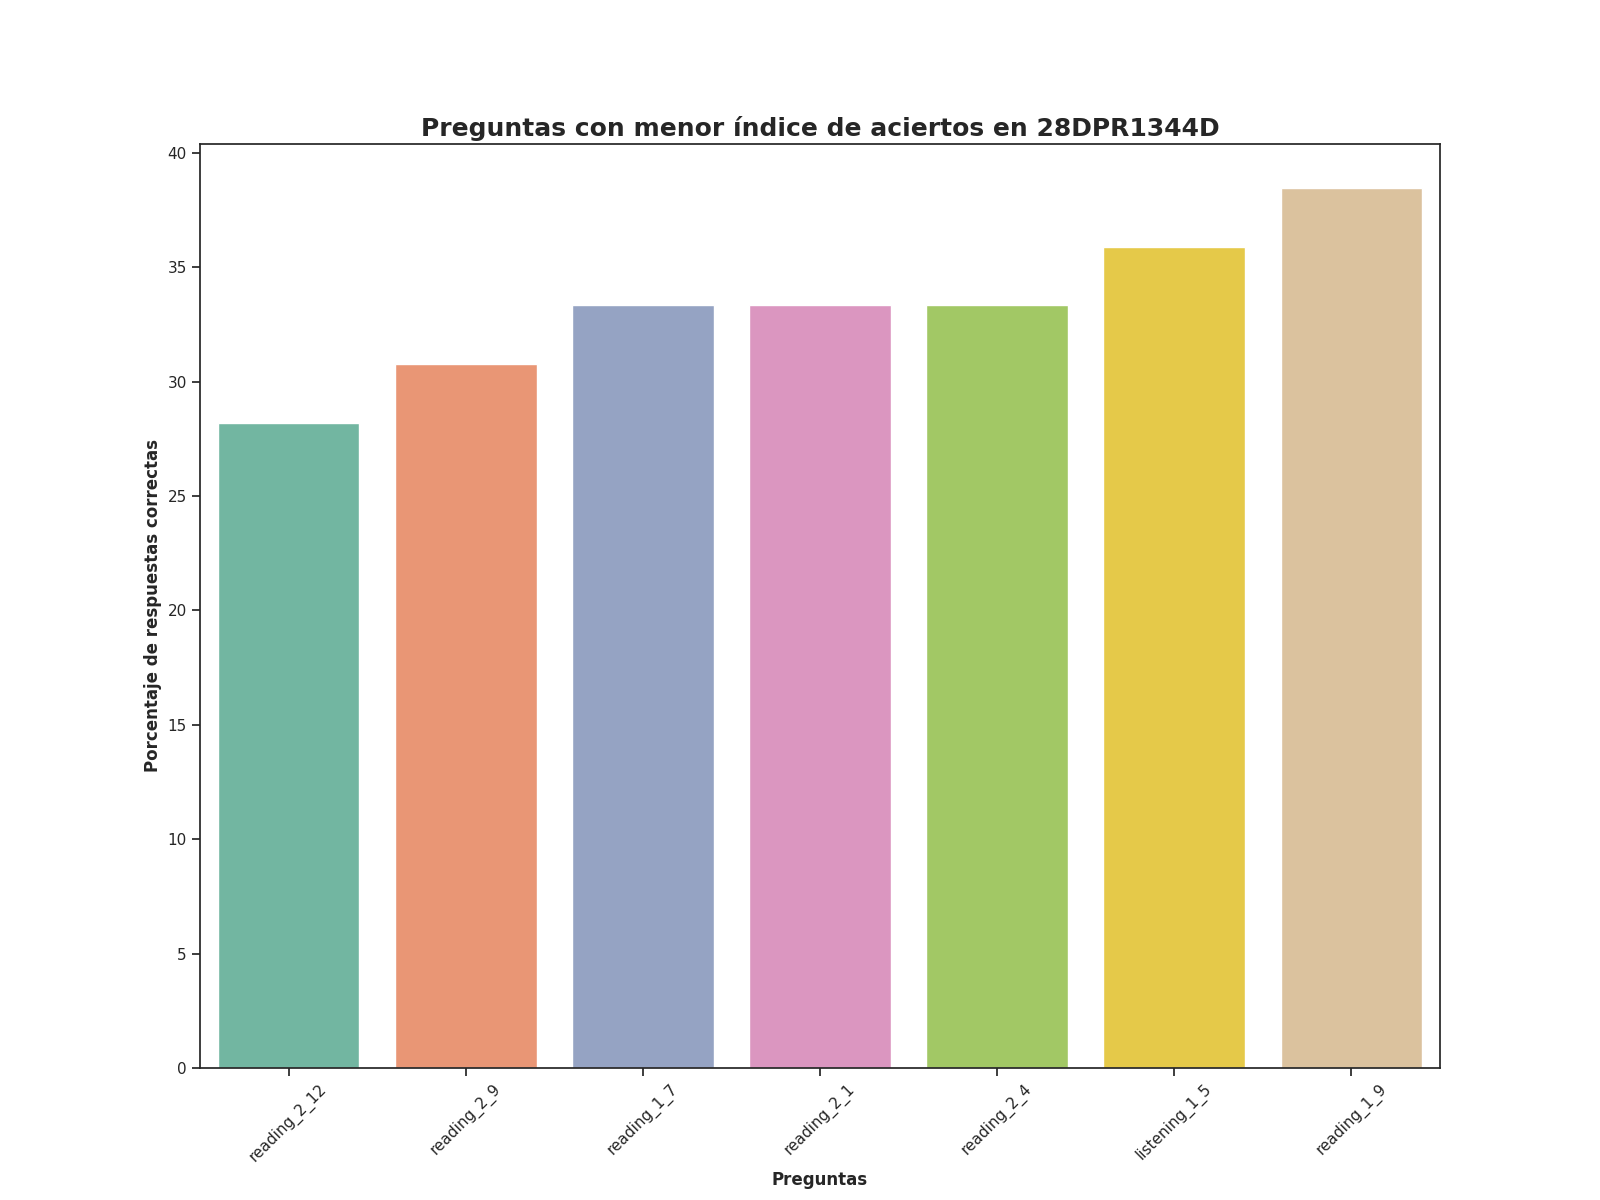 Preguntas con menor índice de aciertos en 28DPR1344D
40
35
30
25
20
15
10
5
0
Porcentaje de respuestas correctas
reading_2_12
reading_2_9
reading_1_7
reading_2_1
reading_2_4
listening_1_5
reading_1_9
Preguntas